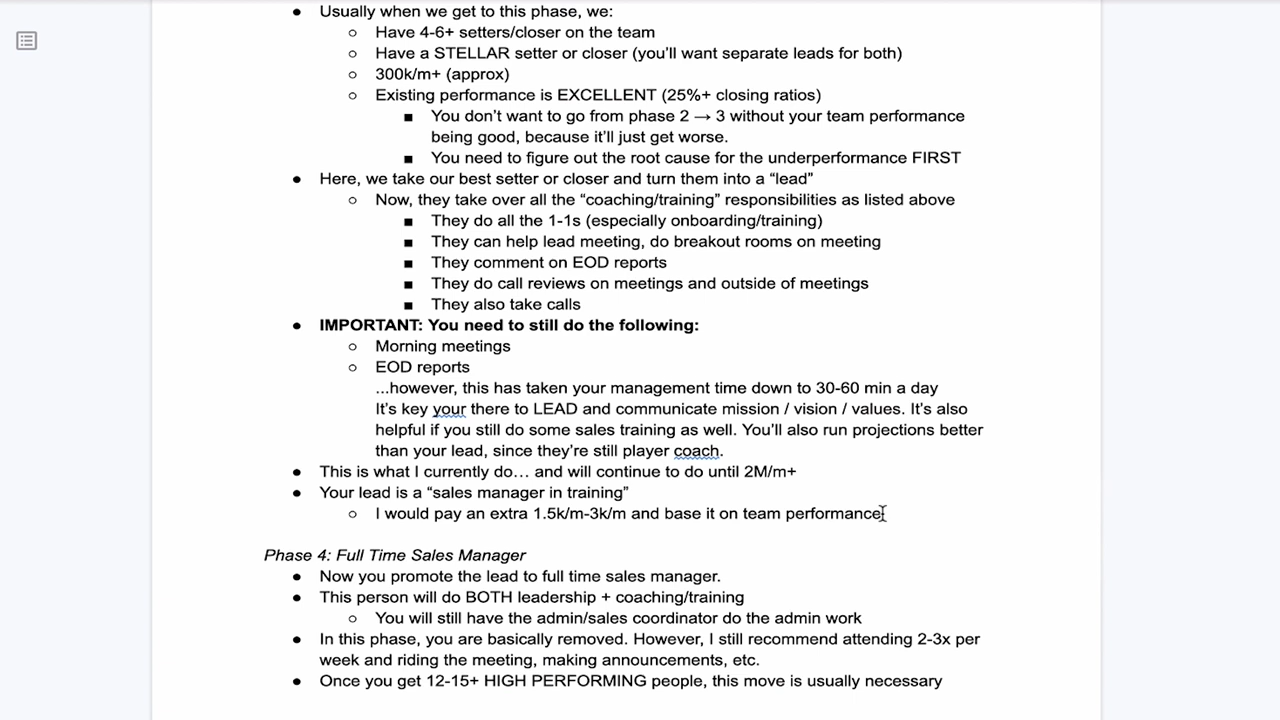 ● Usually when we get to this phase, we:
○ Have 4-6+ setters/closer on the team
○ Have a STELLAR setter or closer (you'll want separate leads for both)
○ 300k/m+ (approx)
○ Existing performance is EXCELLENT (25%+ closing ratios)
■ You don't want to go from phase 2 → 3 without your team performance
being good, because it'll just get worse.
■ You need to figure out the root cause for the underperformance FIRST
● Here, we take our best setter or closer and turn them into a “lead”
○ Now, they take over all the “coaching/training” responsibilities as listed above
■ They do all the 1-1s (especially onboarding/training)
■ They can help lead meeting, do breakout rooms on meeting
■ They comment on EOD reports
■ They do call reviews on meetings and outside of meetings
■ They also take calls
● IMPORTANT: You need to still do the following:
○ Morning meetings
○ EOD reports
...however, this has taken your management time down to 30-60 min a day
It's key your there to LEAD and communicate mission / vision / values. It's also
helpful if you still do some sales training as well. You'll also run projections better
than your lead, since they're still player coach.
● This is what I currently do… and will continue to do until 2M/m+
● Your lead is a “sales manager in training”
○ I would pay an extra 1.5k/m-3k/m and base it on team performance
Phase 4: Full Time Sales Manager
● Now you promote the lead to full time sales manager.
● This person will do BOTH leadership + coaching/training
○ You will still have the admin/sales coordinator do the admin work
● In this phase, you are basically removed. However, I still recommend attending 2-3x per
week and riding the meeting, making announcements, etc.
● Once you get 12-15+ HIGH PERFORMING people, this move is usually necessary